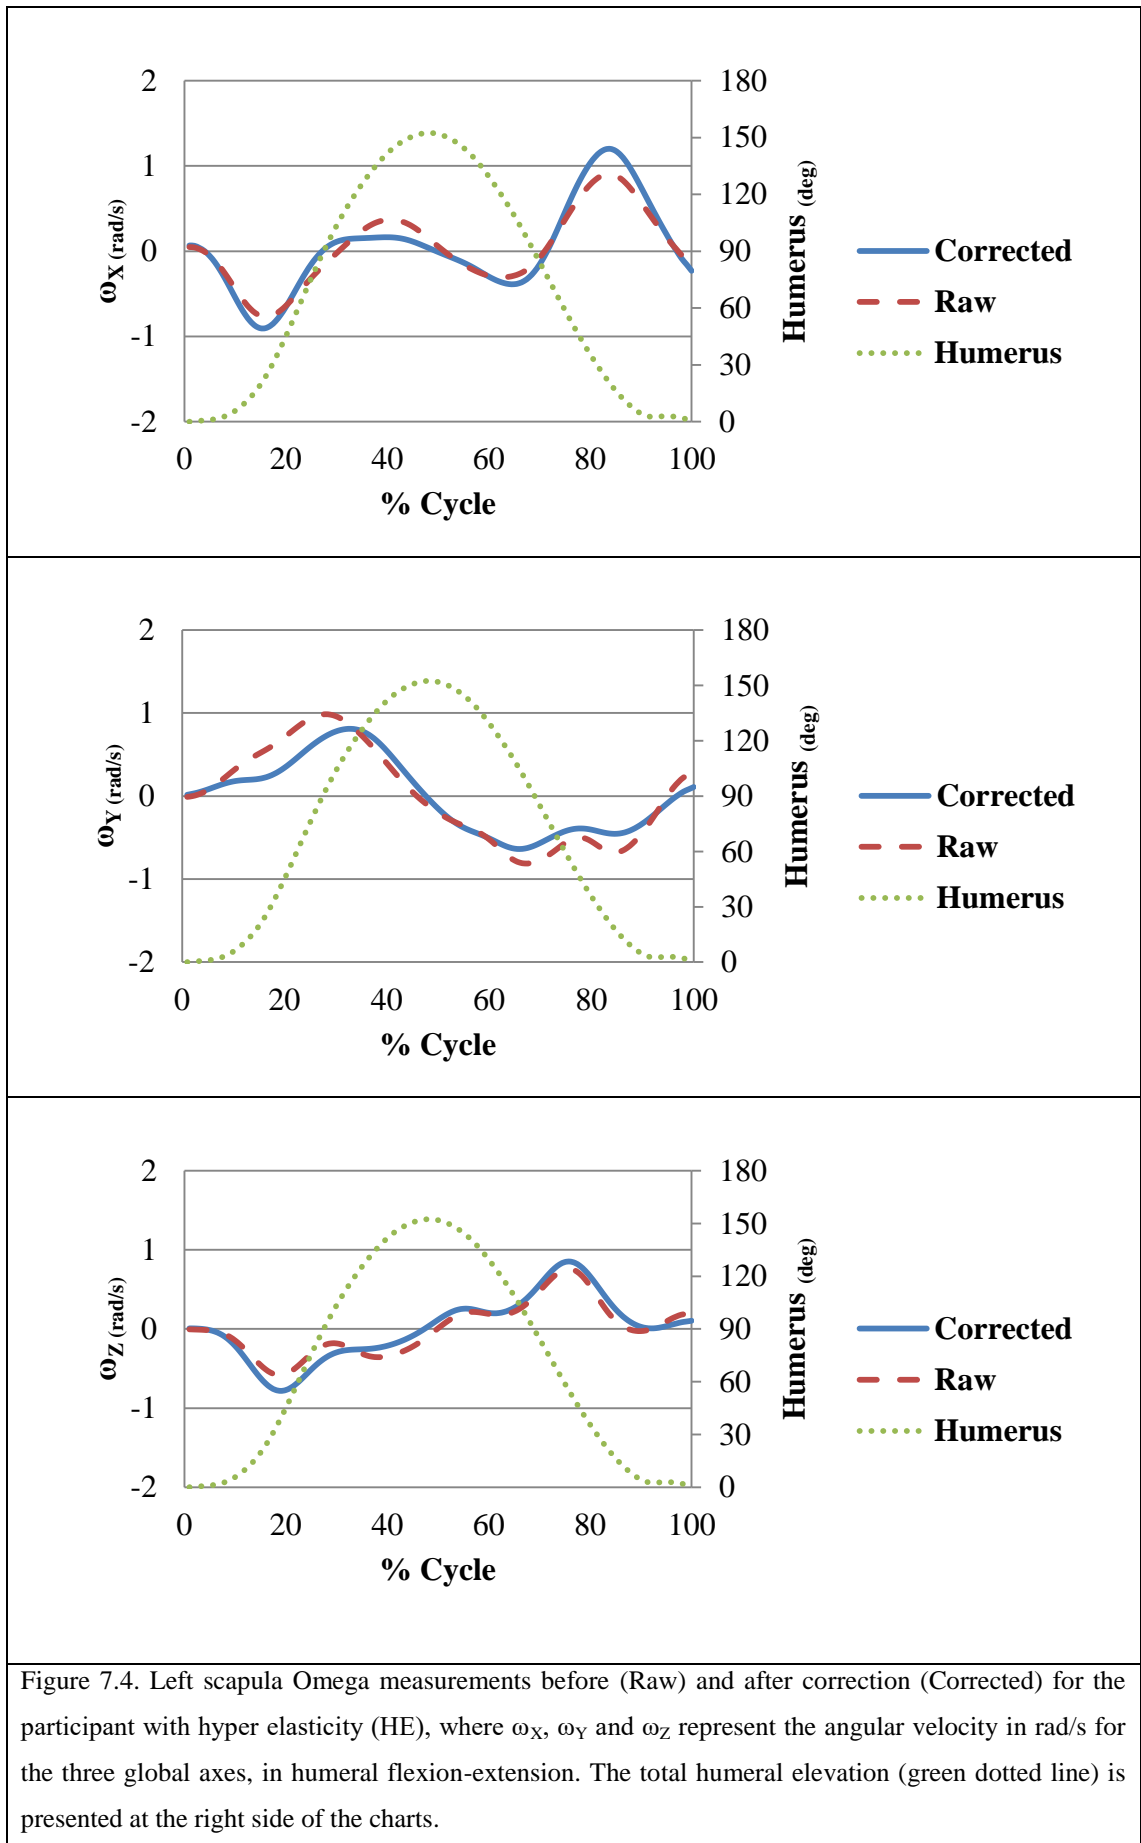 2
1
0
-1
-2
ωX (rad/s)
180
150
120
90
60
30
0
Humerus (deg)
0 20 40 60 80 100
% Cycle
Corrected
Raw
Humerus
2
1
0
-1
-2
ωY (rad/s)
180
150
120
90
60
30
0
Humerus (deg)
0 20 40 60 80 100
% Cycle
Corrected
Raw
Humerus
2
1
0
-1
-2
ωZ (rad/s)
180
150
120
90
60
30
0
Humerus (deg)
0 20 40 60 80 100
% Cycle
Corrected
Raw
Humerus
Figure 7.4. Left scapula Omega measurements before (Raw) and after correction (Corrected) for the
participant with hyper elasticity (HE), where ωX, ωY and ωZ represent the angular velocity in rad/s for
the three global axes, in humeral flexion-extension. The total humeral elevation (green dotted line) is
presented at the right side of the charts.